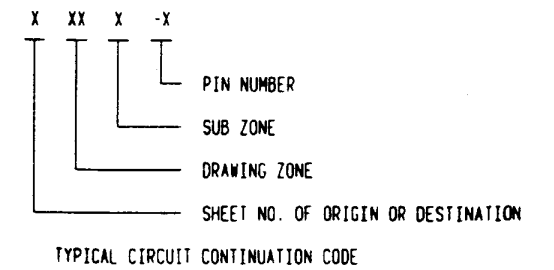 X XX X -X
PIN NUMBER
SUB ZONE
DRAWING ZONE
SHEET NO. OF ORIGIN OR DESTINATION
TYPICAL CIRCUIT CONTINUATION CODE